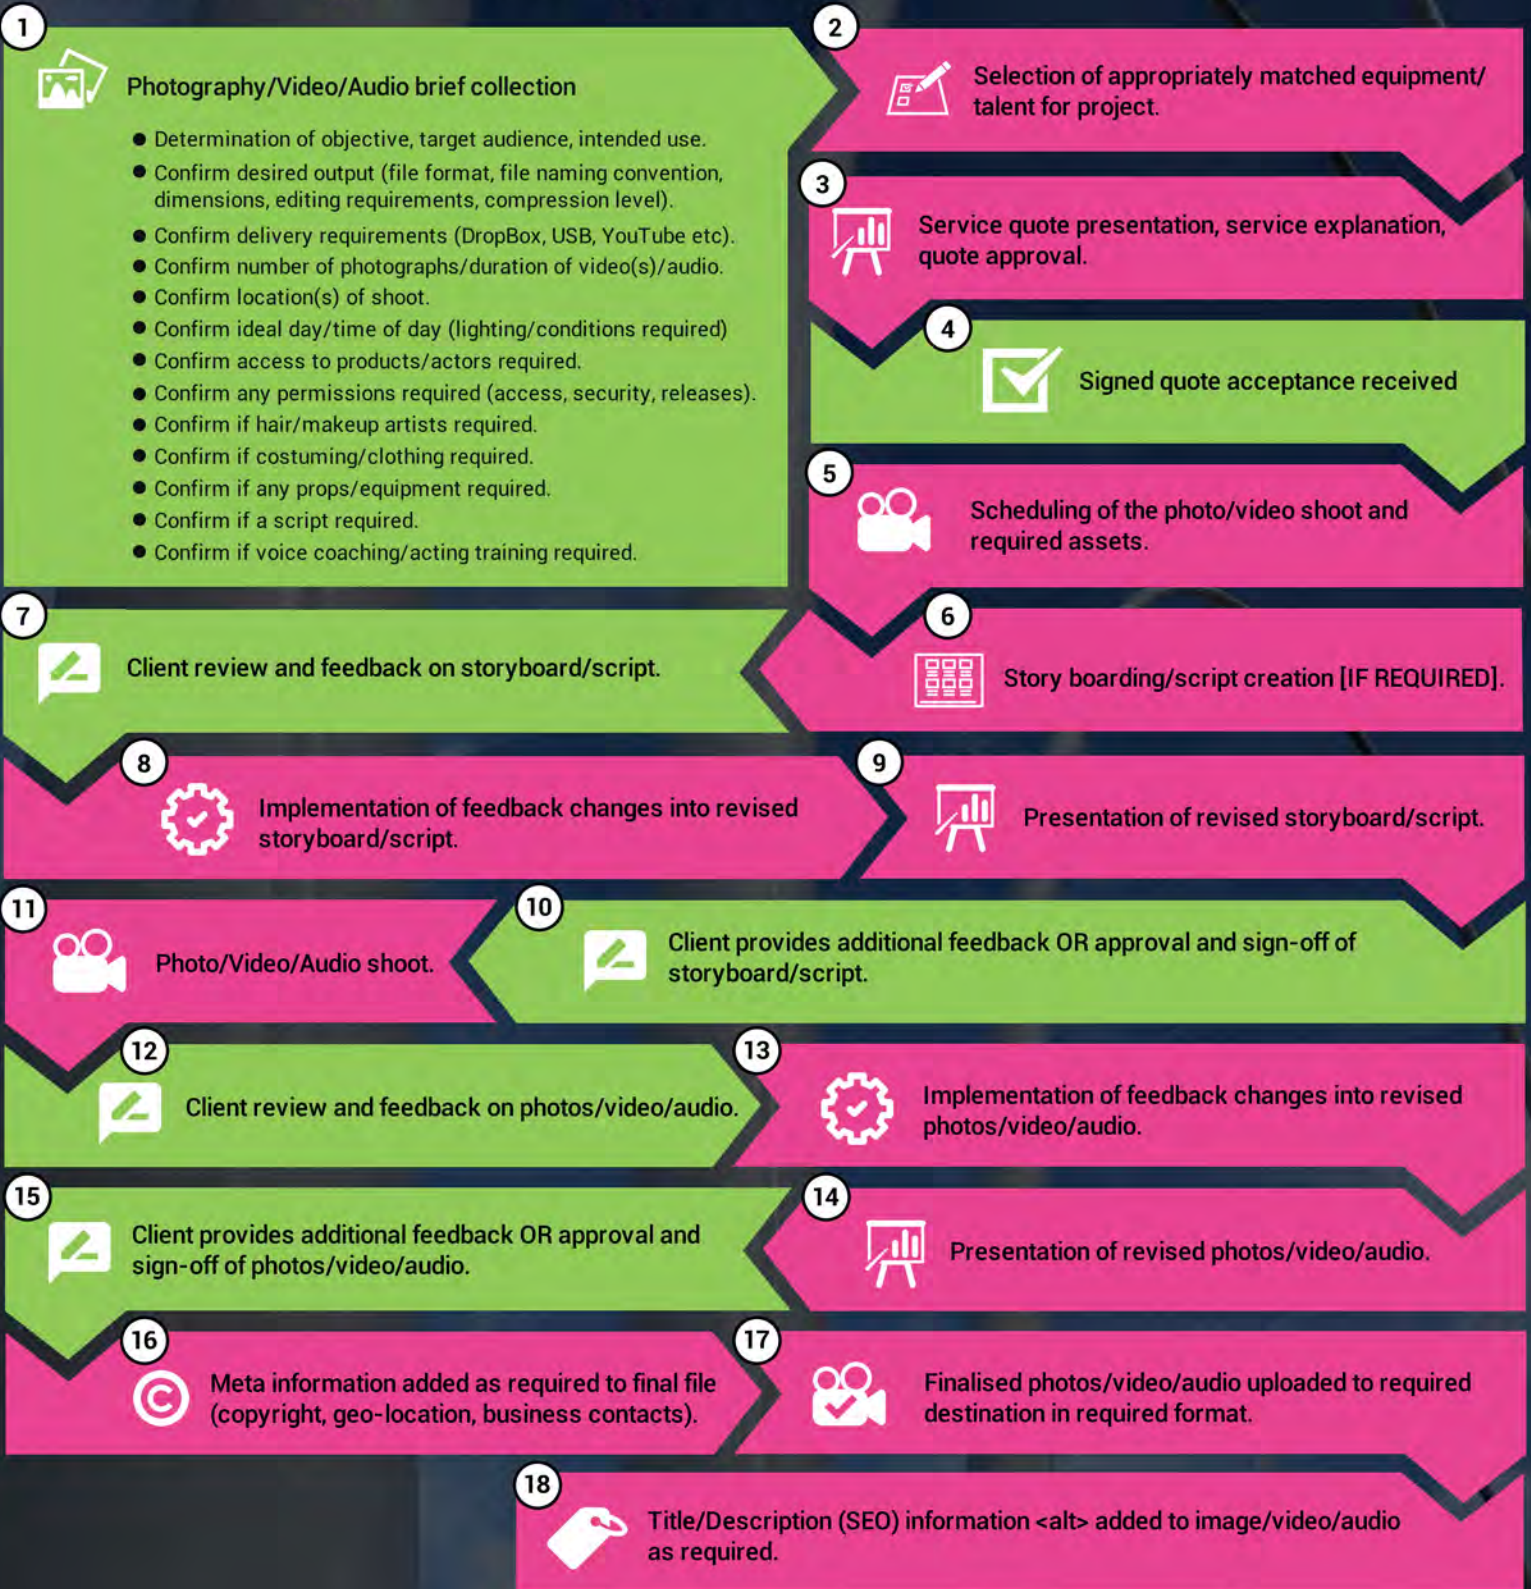 1
Photography/Video/Audio brief collection
● Determination of objective, target audience, intended use.
● Confirm desired output (file format, file naming convention,
dimensions, editing requirements, compression level).
● Confirm delivery requirements (DropBox, USB, YouTube etc).
● Confirm number of photographs/duration of video(s)/audio.
● Confirm location(s) of shoot.
● Confirm ideal day/time of day (lighting/conditions required)
● Confirm access to products/actors required.
● Confirm any permissions required (access, security, releases).
● Confirm if hair/makeup artists required.
● Confirm if costuming/clothing required.
● Confirm if any props/equipment required.
● Confirm if a script required.
● Confirm if voice coaching/acting training required.
2
Selection of appropriately matched equipment/
talent for project.
3
Service quote presentation, service explanation,
quote approval.
4
Signed quote acceptance received
5
Scheduling of the photo/video shoot and
required assets.
6
Story boarding/script creation [IF REQUIRED].
7
Client review and feedback on storyboard/script.
8
Implementation of feedback changes into revised
storyboard/script.
9
Presentation of revised storyboard/script.
10
Client provides additional feedback OR approval and sign-off of
storyboard/script.
11
Photo/Video/Audio shoot.
12
Client review and feedback on photos/video/audio.
13
Implementation of feedback changes into revised
photos/video/audio.
14
Presentation of revised photos/video/audio.
15
Client provides additional feedback OR approval and
sign-off of photos/video/audio.
16
Meta information added as required to final file
(copyright, geo-location, business contacts).
17
Finalised photos/video/audio uploaded to required
destination in required format.
18
Title/Description (SEO) information <alt> added to image/video/audio
as required.